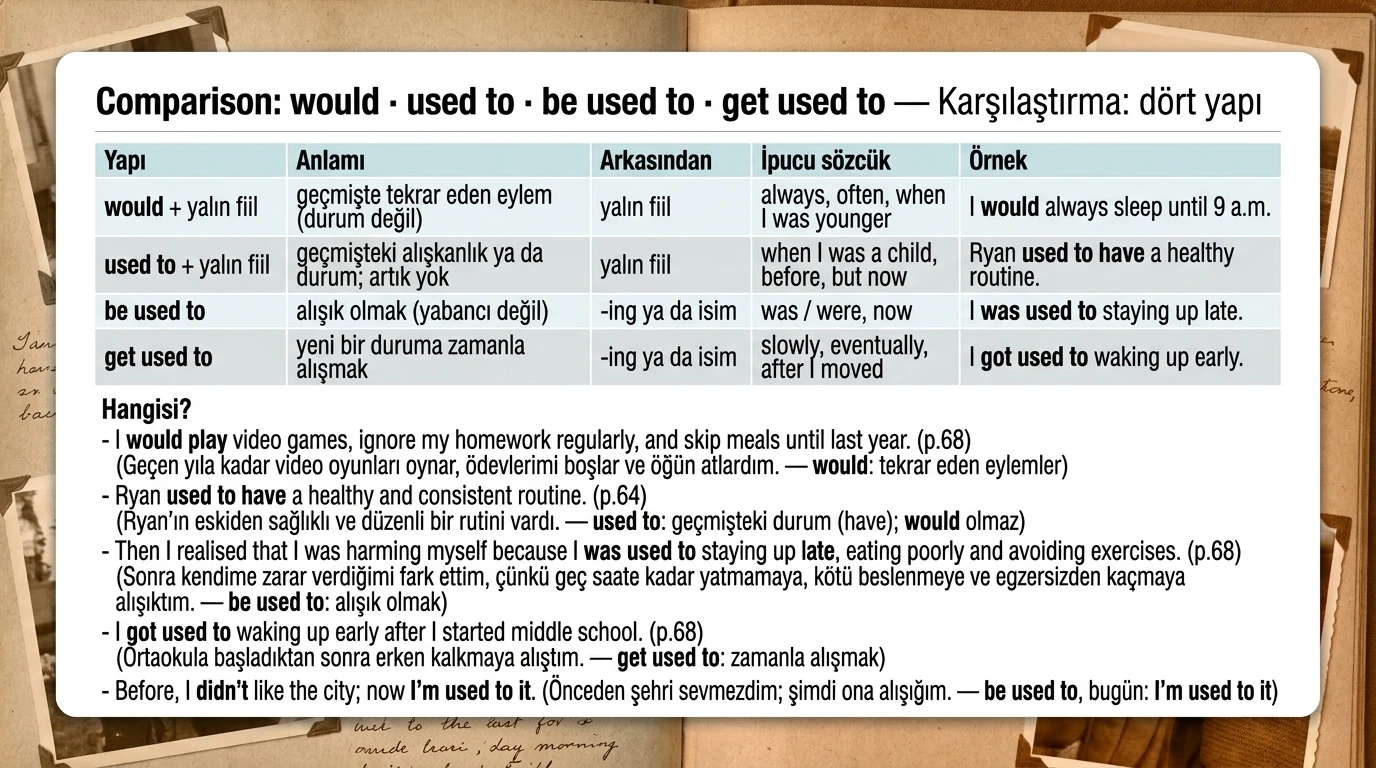 Comparison: would · used to · be used to · get used to — Karşılaştırma: dört yapı
Yapı Anlamı Arkasından İpucu sözcük Örnek
would + yalın fiil geçmişte tekrar eden eylem (durum değil) yalın fiil always, often, when I was younger I would always sleep until 9 a.m.
used to + yalın fiil geçmişteki alışkanlık ya da durum; artık yok yalın fiil when I was a child, before, but now Ryan used to have a healthy routine.
be used to alışık olmak (yabancı değil) -ing ya da isim was / were, now I was used to staying up late.
get used to yeni bir duruma zamanla alışmak -ing ya da isim slowly, eventually, after I moved I got used to waking up early.
Hangisi?
- I would play video games, ignore my homework regularly, and skip meals until last year. (p.68)
(Geçen yıla kadar video oyunları oynar, ödevlerimi boşlar ve öğün atlardım. — would: tekrar eden eylemler)
- Ryan used to have a healthy and consistent routine. (p.64)
(Ryan'ın eskiden sağlıklı ve düzenli bir rutini vardı. — used to: geçmişteki durum (have); would olmaz)
- Then I realised that I was harming myself because I was used to staying up late, eating poorly and avoiding exercises. (p.68)
(Sonra kendime zarar verdiğimi fark ettim, çünkü geç saate kadar yatmamaya, kötü beslenmeye ve egzersizden kaçmaya
alışıktım. — be used to: alışık olmak)
- I got used to waking up early after I started middle school. (p.68)
(Ortaokula başladıktan sonra erken kalkmaya alıştım. — get used to: zamanla alışmak)
- Before, I didn't like the city; now I'm used to it. (Önceden şehri sevmezdim; şimdi ona alışığım. — be used to, bugün: I'm used to it)
to the last for a
day morning